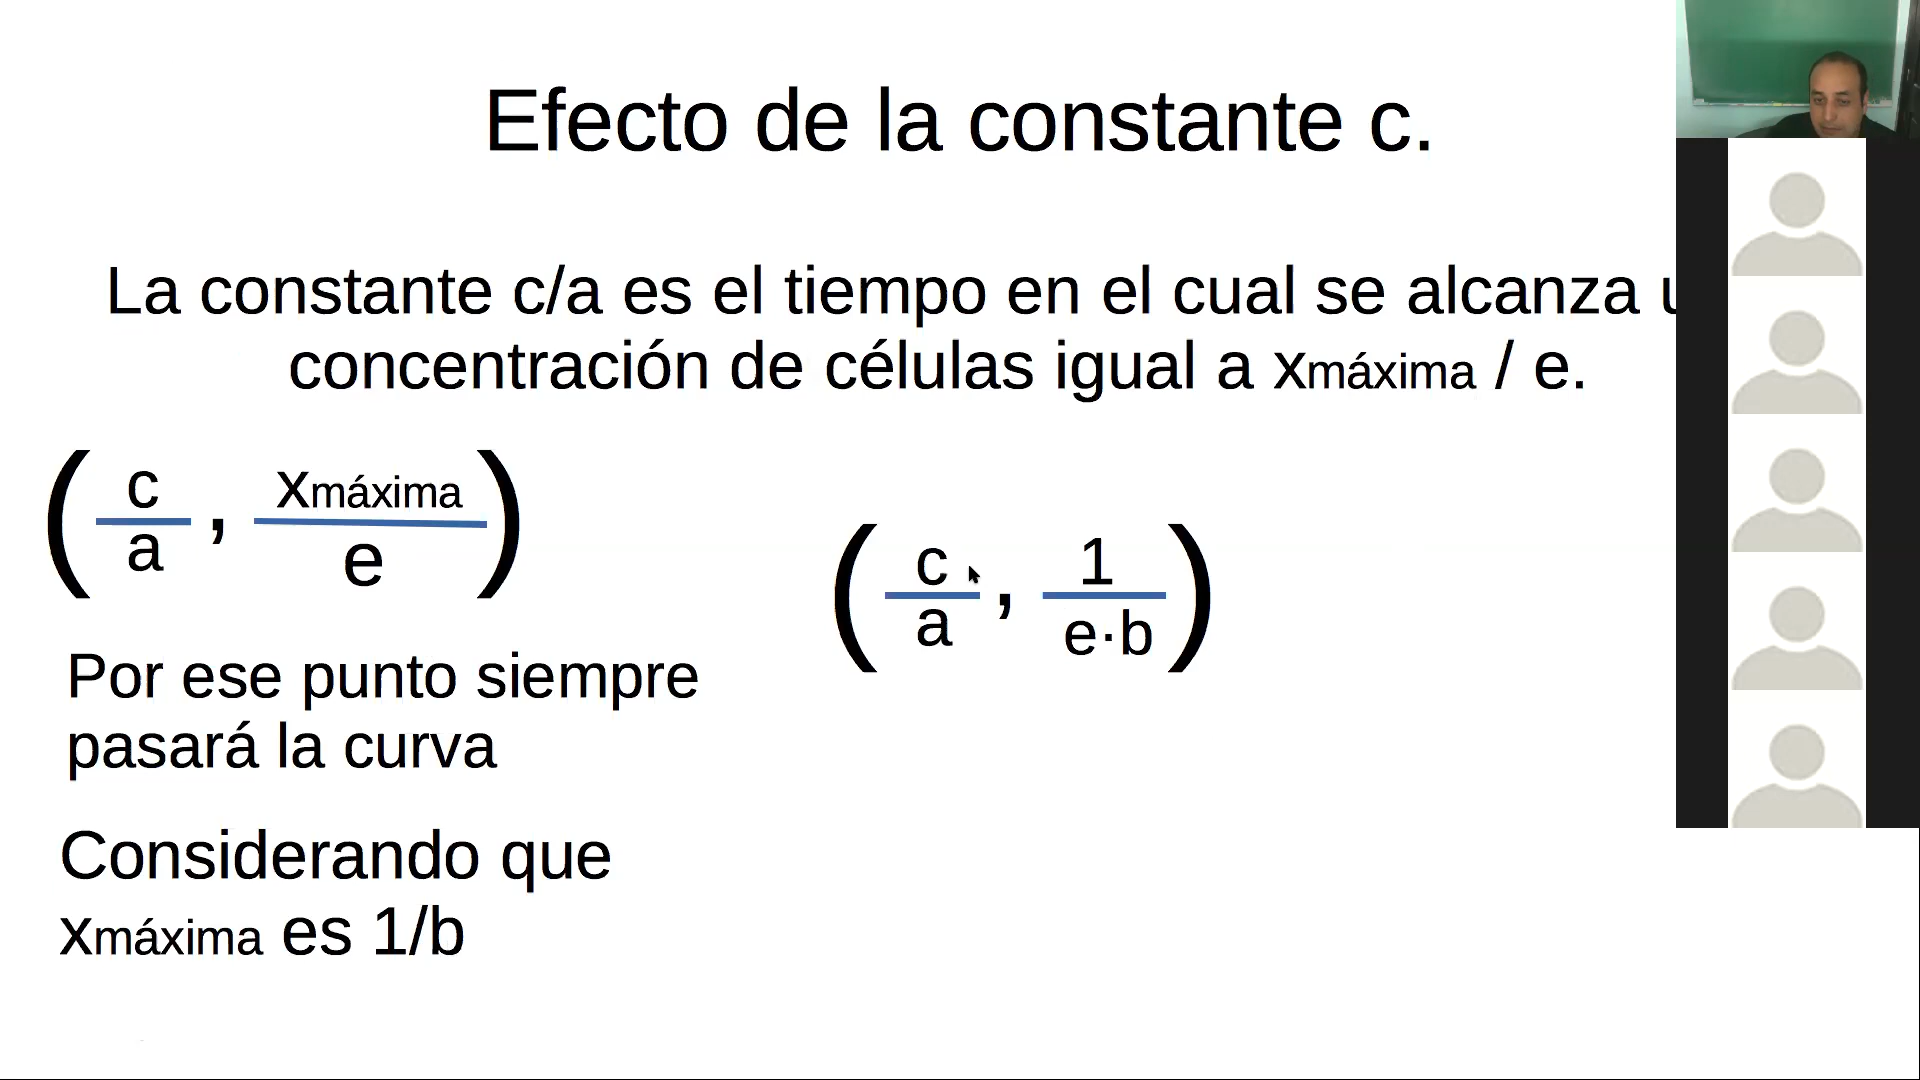 Efecto de la constante c.
La constante c/a es el tiempo en el cual se alcanza
concentración de células igual a xmáxima / e.
( c/a , xmáxima/e )
( c/a , 1/e·b )
Por ese punto siempre
pasará la curva
Considerando que
xmáxima es 1/b